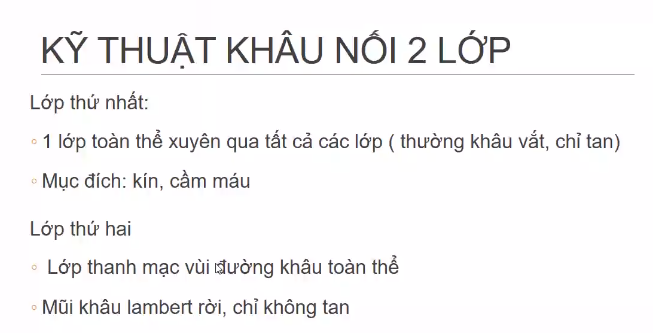 KỸ THUẬT KHÂU NỐI 2 LỚP
Lớp thứ nhất:
◦ 1 lớp toàn thể xuyên qua tất cả các lớp ( thường khâu vắt, chỉ tan)
◦ Mục đích: kín, cầm máu
Lớp thứ hai
◦ Lớp thanh mạc vùi đường khâu toàn thể
◦ Mũi khâu lambert rời, chỉ không tan